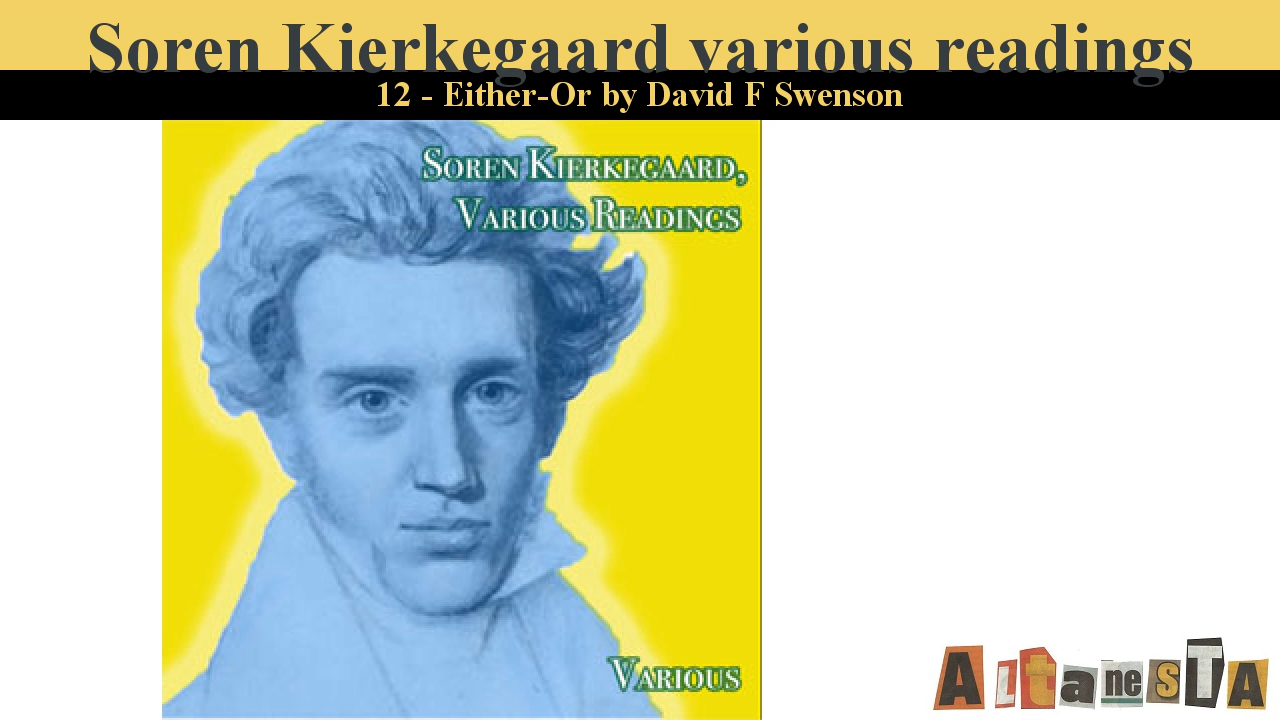 Soren Kierkegaard various readings
12 - Either-Or by David F Swenson
Soren Kierkegaard,
Various Readings
Various
AltanesTA